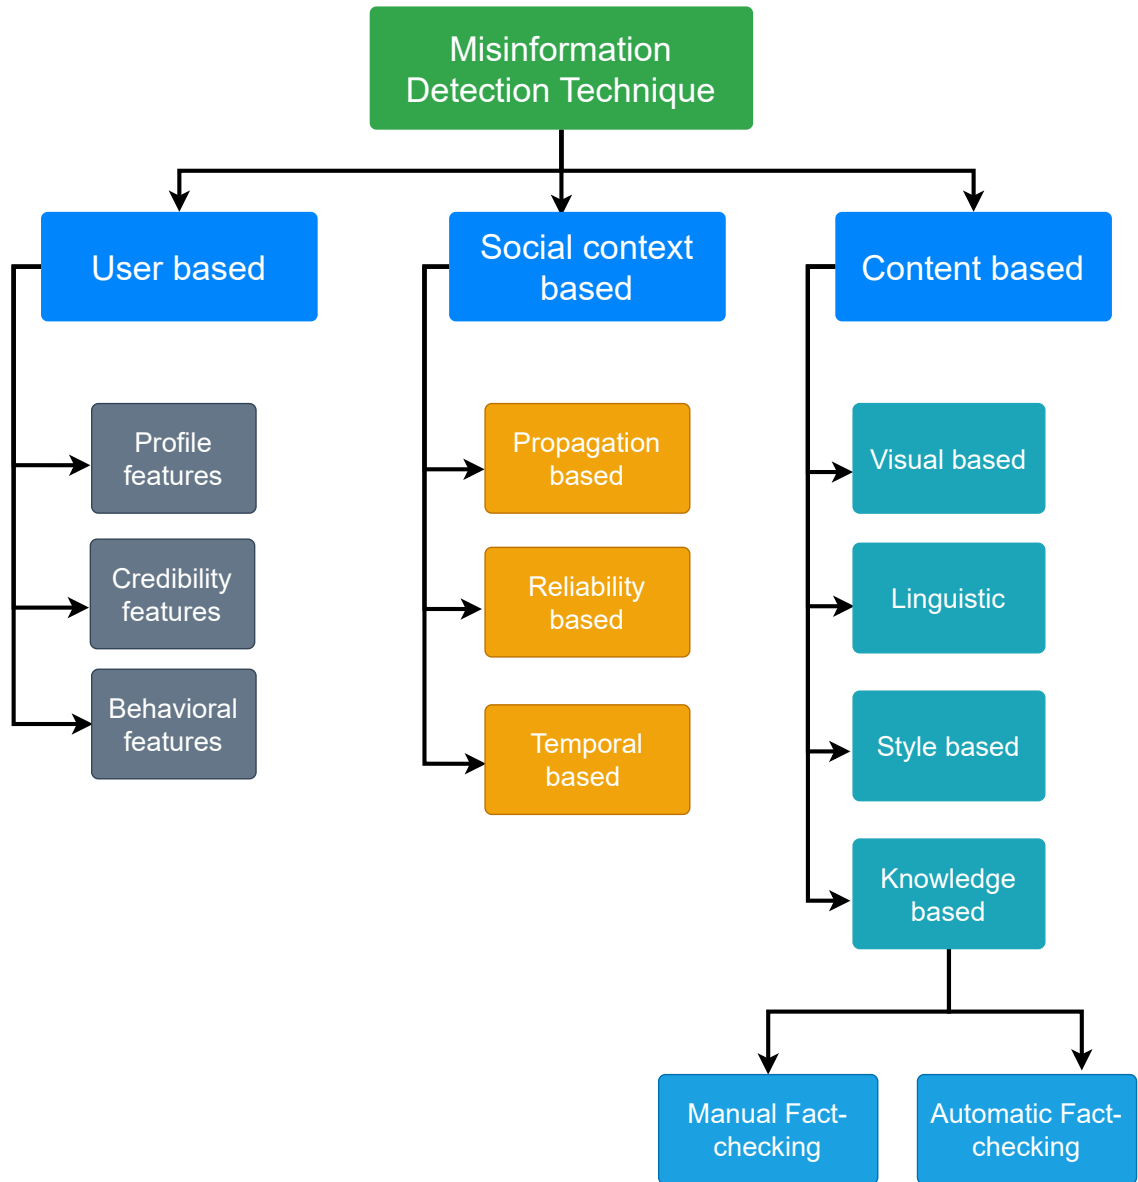 Misinformation
Detection Technique
User based
Social context
based
Content based
Profile
features
Credibility
features
Behavioral
features
Propagation
based
Reliability
based
Temporal
based
Visual based
Linguistic
Style based
Knowledge
based
Manual Fact-
checking
Automatic Fact-
checking